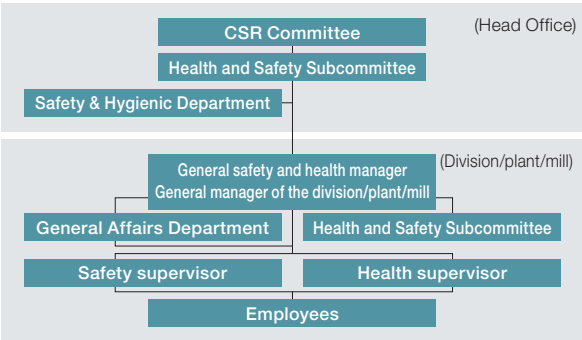 CSR Committee
(Head Office)
Health and Safety Subcommittee
Safety & Hygienic Department
General safety and health manager
General manager of the division/plant/mill
(Division/plant/mill)
General Affairs Department
Health and Safety Subcommittee
Safety supervisor
Health supervisor
Employees